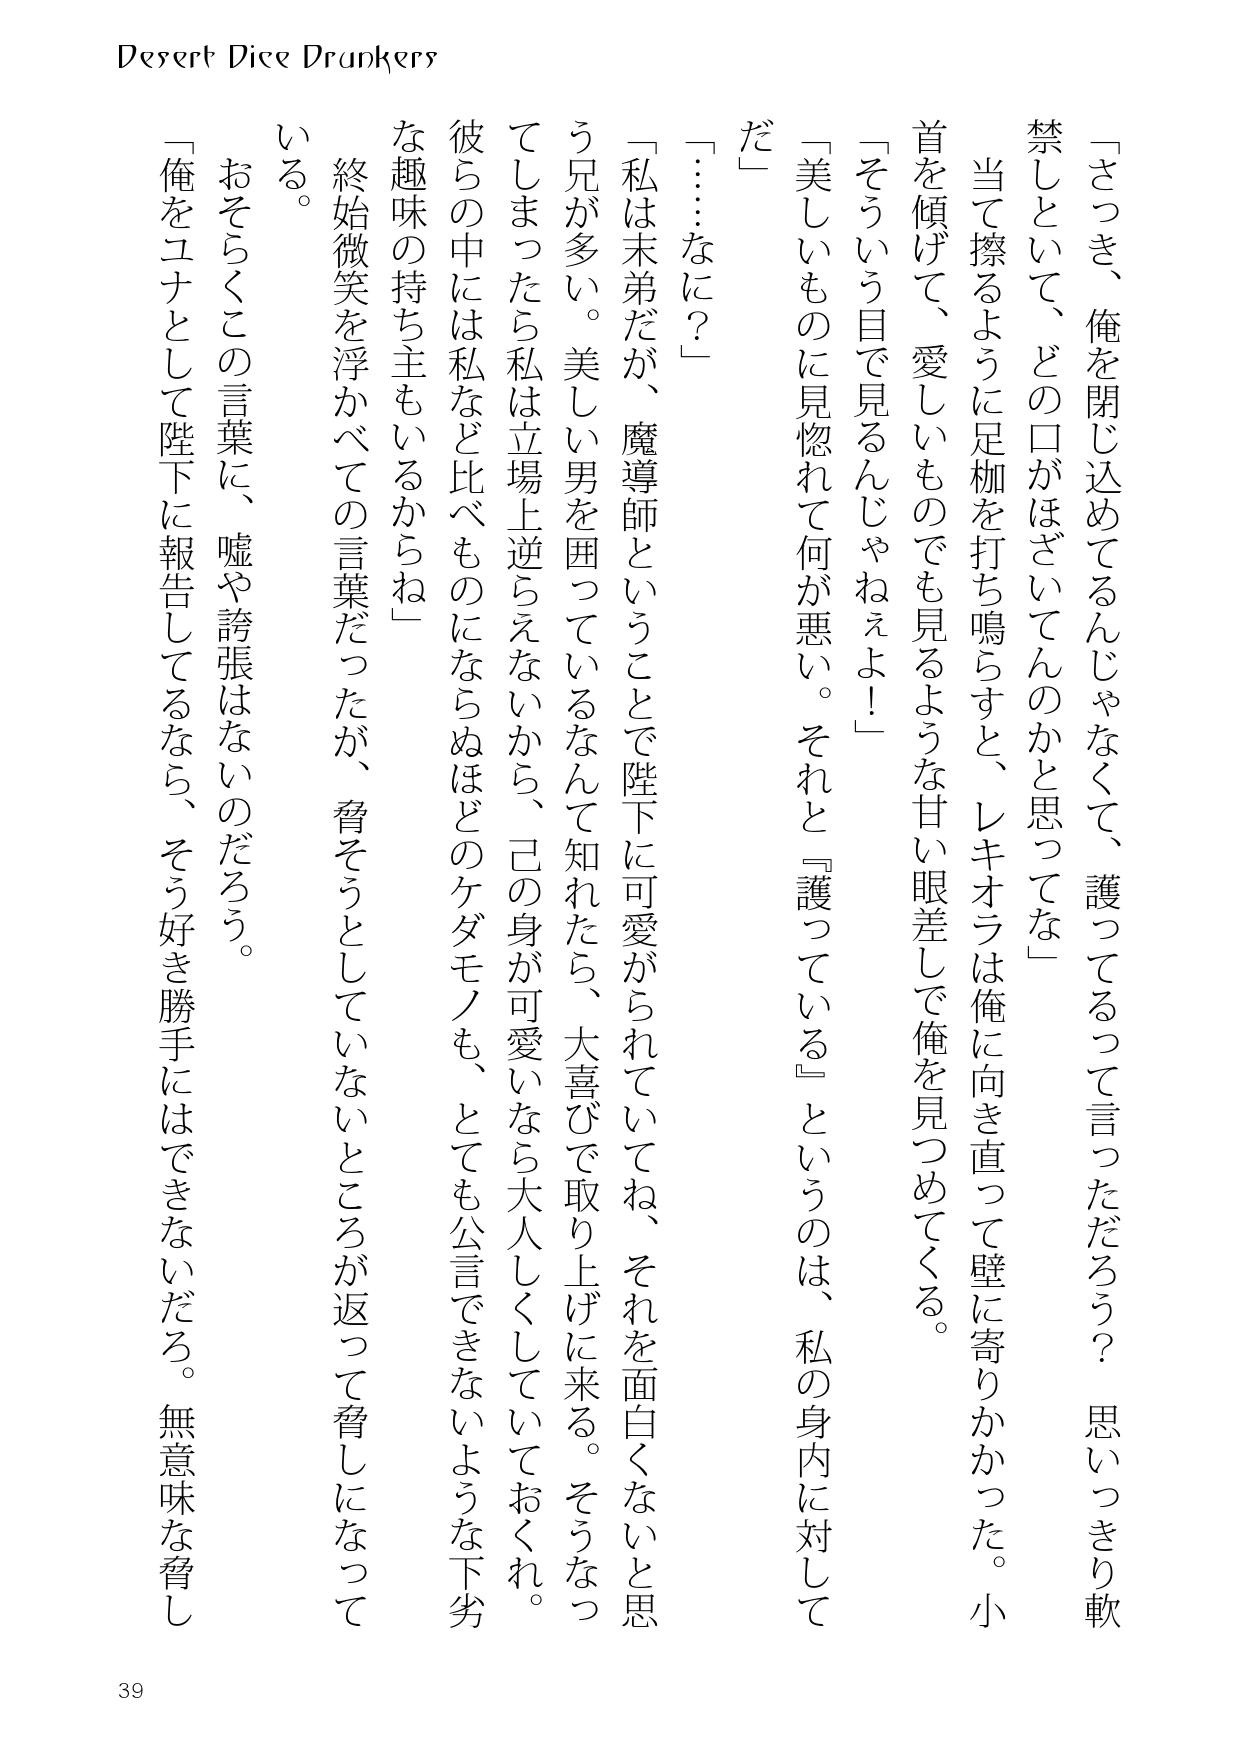 Desert Dice Drunkers
「さっき、俺を閉じ込めてるんじゃなくて、護ってるって言っただろう？　思いっきり軟
禁しといて、どの口がほざいてんのかと思ってな」
　当て擦るように足枷を打ち鳴らすと、レキオラは俺に向き直って壁に寄りかかった。小
首を傾げて、愛しいものでも見るような甘い眼差しで俺を見つめてくる。
「そういう目で見るんじゃねぇよ！」
「美しいものに見惚れて何が悪い。それと『護っている』というのは、私の身内に対して
だ」
「……なに？」
「私は末弟だが、魔導師ということで陛下に可愛がられていてね、それを面白くないと思
う兄が多い。美しい男を囲っているなんて知れたら、大喜びで取り上げに来る。そうなっ
てしまったら私は立場上逆らえないから、己の身が可愛いなら大人しくしていておくれ。
彼らの中には私など比べものにならぬほどのケダモノも、とても公言できないような下劣
な趣味の持ち主もいるからね」
　終始微笑を浮かべての言葉だったが、脅そうとしていないところが返って脅しになって
いる。
　おそらくこの言葉に、嘘や誇張はないのだろう。
「俺をユナとして陛下に報告してるなら、そう好き勝手にはできないだろ。無意味な脅し
39